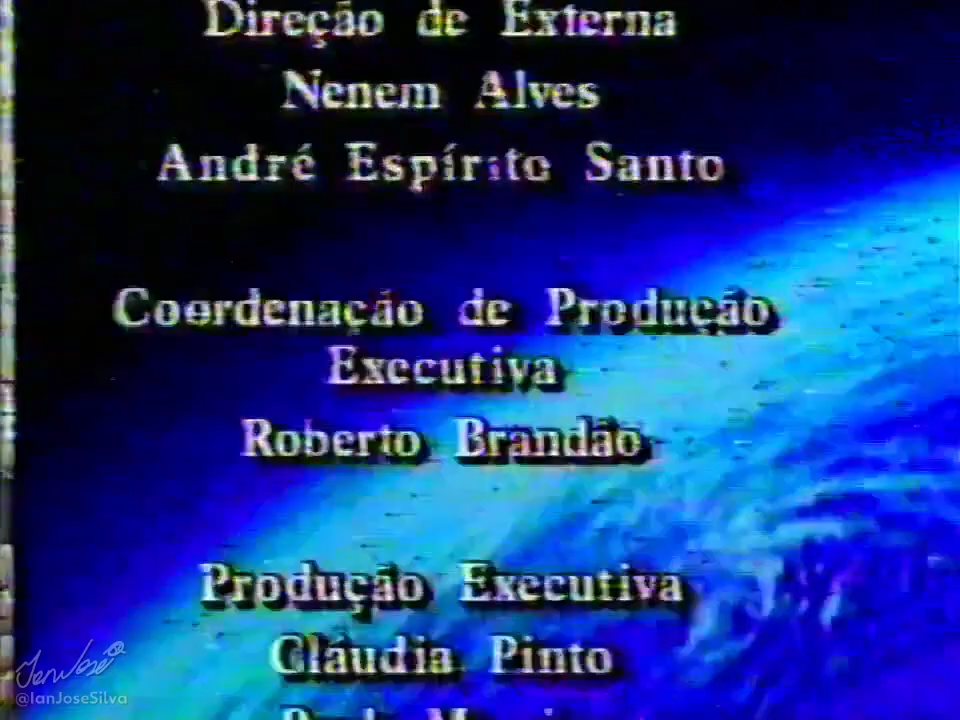 Direção de Externa
Nenem Alves
André Espírito Santo
Coordenação de Produção
Executiva
Roberto Brandão
Produção Executiva
Cláudia Pinto
@IanJoseSilva